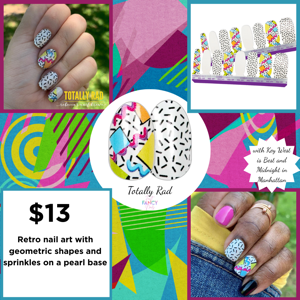 TOTALLY RAD
with Key West
is Best and
Midnight in
Manhattan
Totally Rad
FANCY
$13
Retro nail art with
geometric shapes and
sprinkles on a pearl base